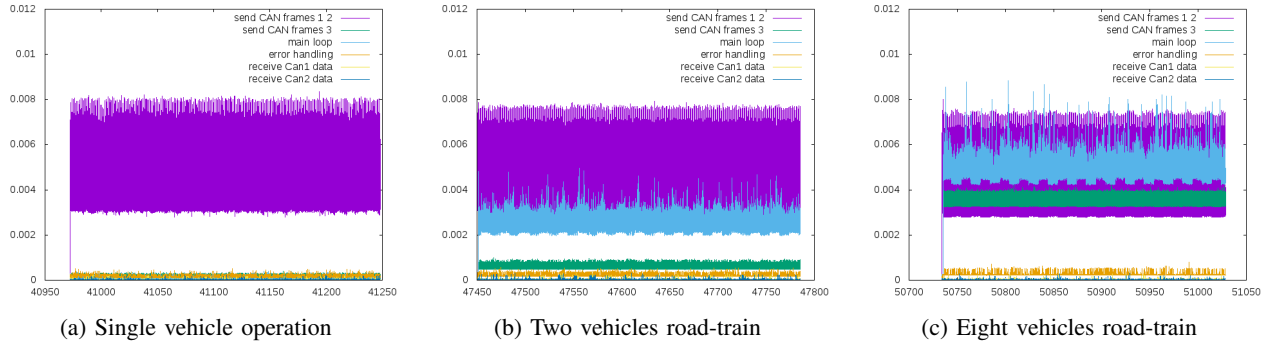 0.012
0.01
0.008
0.006
0.004
0.002
0
40950 41000 41050 41100 41150 41200 41250
send CAN frames 1 2
send CAN frames 3
main loop
error handling
receive Can1 data
receive Can2 data
(a) Single vehicle operation
0.012
0.01
0.008
0.006
0.004
0.002
0
47450 47500 47550 47600 47650 47700 47750 47800
send CAN frames 1 2
send CAN frames 3
main loop
error handling
receive Can1 data
receive Can2 data
(b) Two vehicles road-train
0.012
0.01
0.008
0.006
0.004
0.002
0
50700 50750 50800 50850 50900 50950 51000 51050
send CAN frames 1 2
send CAN frames 3
main loop
error handling
receive Can1 data
receive Can2 data
(c) Eight vehicles road-train